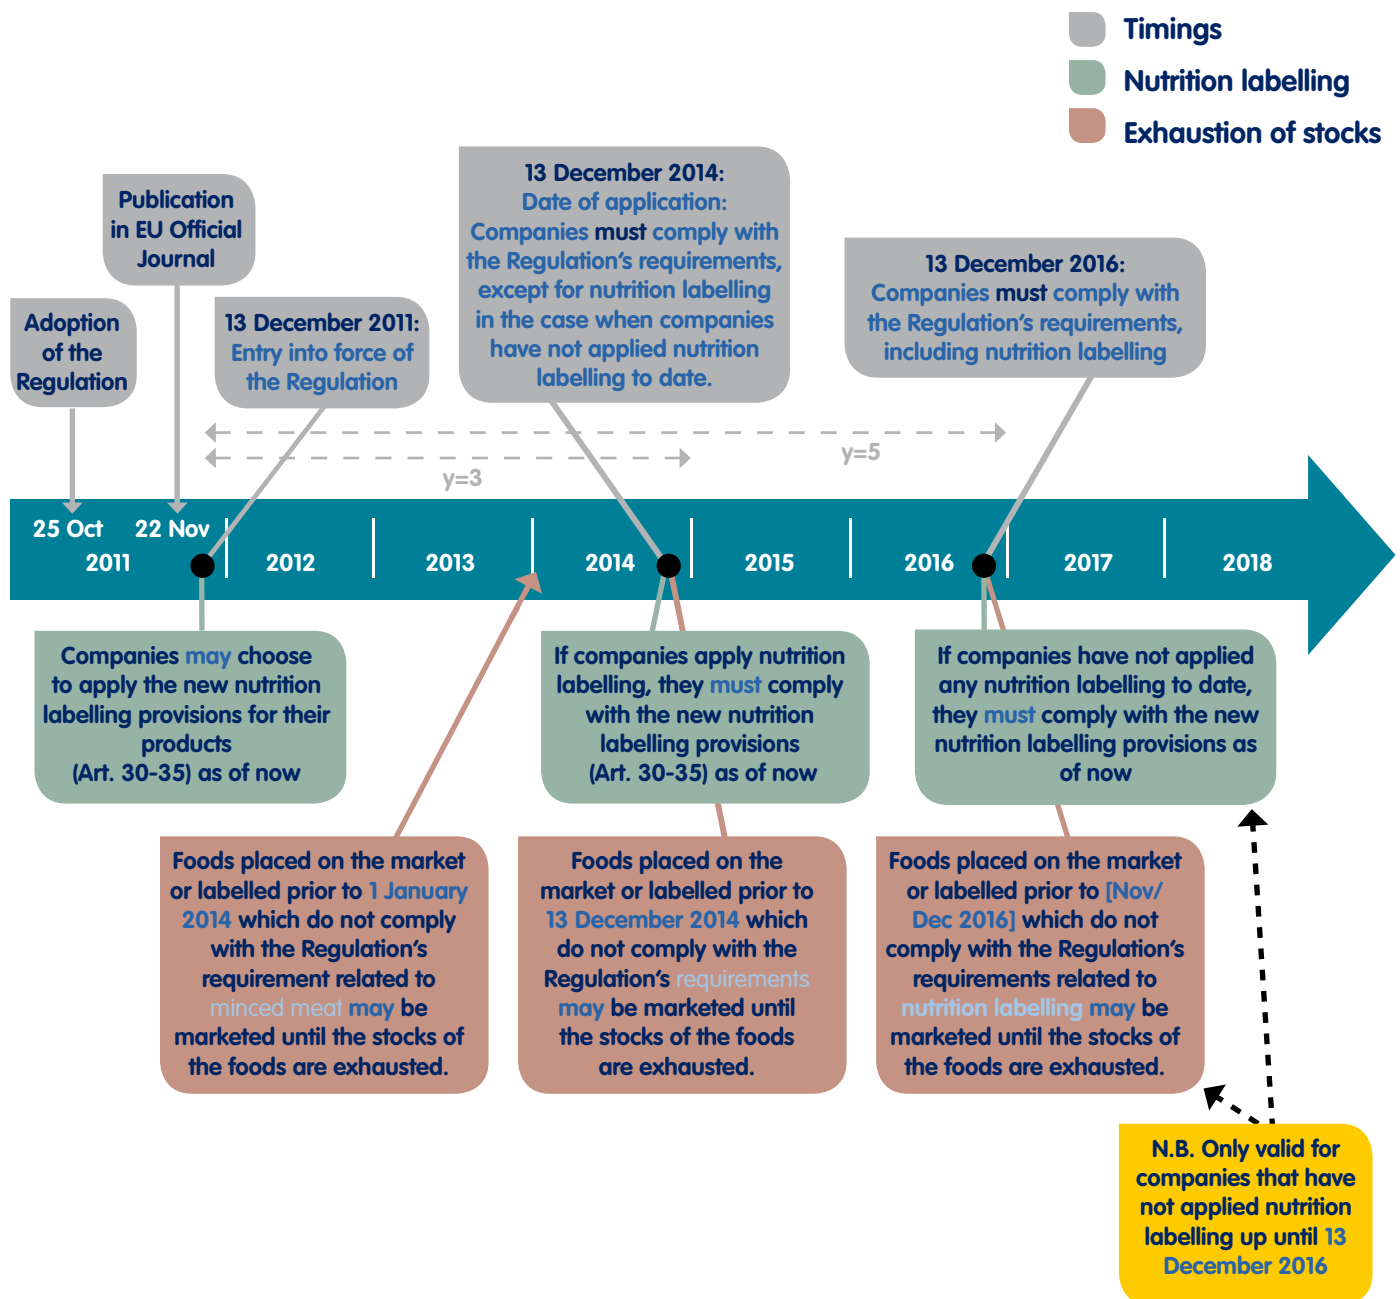 Timings
Nutrition labelling
Exhaustion of stocks
Adoption
of the
Regulation
Publication
in EU Official
Journal
13 December 2011:
Entry into force of
the Regulation
13 December 2014:
Date of application:
Companies must comply with
the Regulation's requirements,
except for nutrition labelling
in the case when companies
have not applied nutrition
labelling to date.
13 December 2016:
Companies must comply with
the Regulation's requirements,
including nutrition labelling
y=5
y=3
25 Oct
22 Nov
2011
2012
2013
2014
2015
2016
2017
2018
Companies may choose
to apply the new nutrition
labelling provisions for their
products
(Art. 30-35) as of now
If companies apply nutrition
labelling, they must comply
with the new nutrition
labelling provisions
(Art. 30-35) as of now
If companies have not applied
any nutrition labelling to date,
they must comply with the new
nutrition labelling provisions as
of now
Foods placed on the market
or labelled prior to 1 January
2014 which do not comply
with the Regulation's
requirement related to
minced meat may be
marketed until the stocks of
the foods are exhausted.
Foods placed on the
market or labelled prior to
13 December 2014 which
do not comply with the
Regulation's requirements
may be marketed until
the stocks of the foods
are exhausted.
Foods placed on the market
or labelled prior to [Nov/
Dec 2016] which do not
comply with the Regulation's
requirements related to
nutrition labelling may be
marketed until the stocks of
the foods are exhausted.
N.B. Only valid for
companies that have
not applied nutrition
labelling up until 13
December 2016